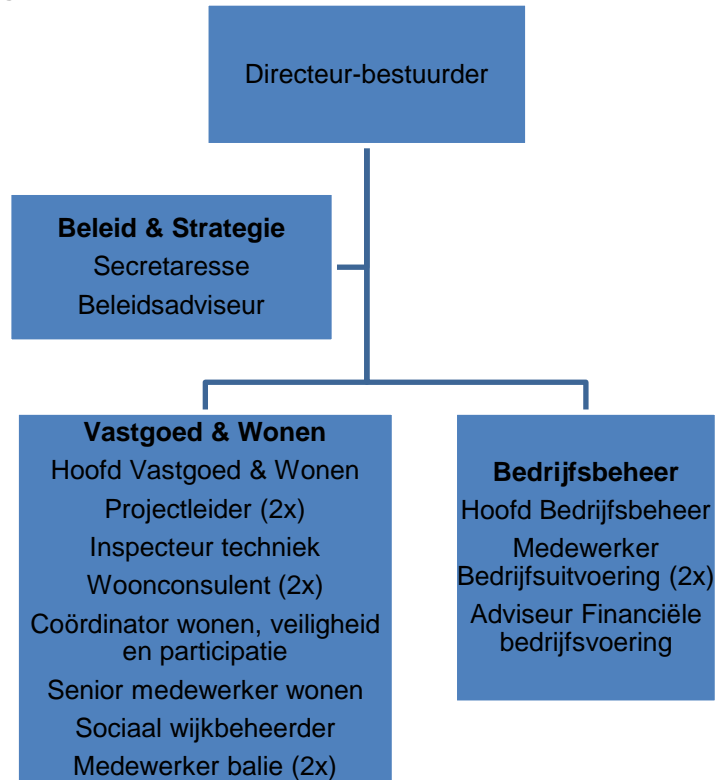 Directeur-bestuurder
Beleid & Strategie
Secretaresse
Beleidsadviseur
Vastgoed & Wonen
Hoofd Vastgoed & Wonen
Projectleider (2x)
Inspecteur techniek
Woonconsulent (2x)
Coördinator wonen, veiligheid
en participatie
Senior medewerker wonen
Sociaal wijkbeheerder
Medewerker balie (2x)
Bedrijfsbeheer
Hoofd Bedrijfsbeheer
Medewerker
Bedrijfsuitvoering (2x)
Adviseur Financiële
bedrijfsvoering